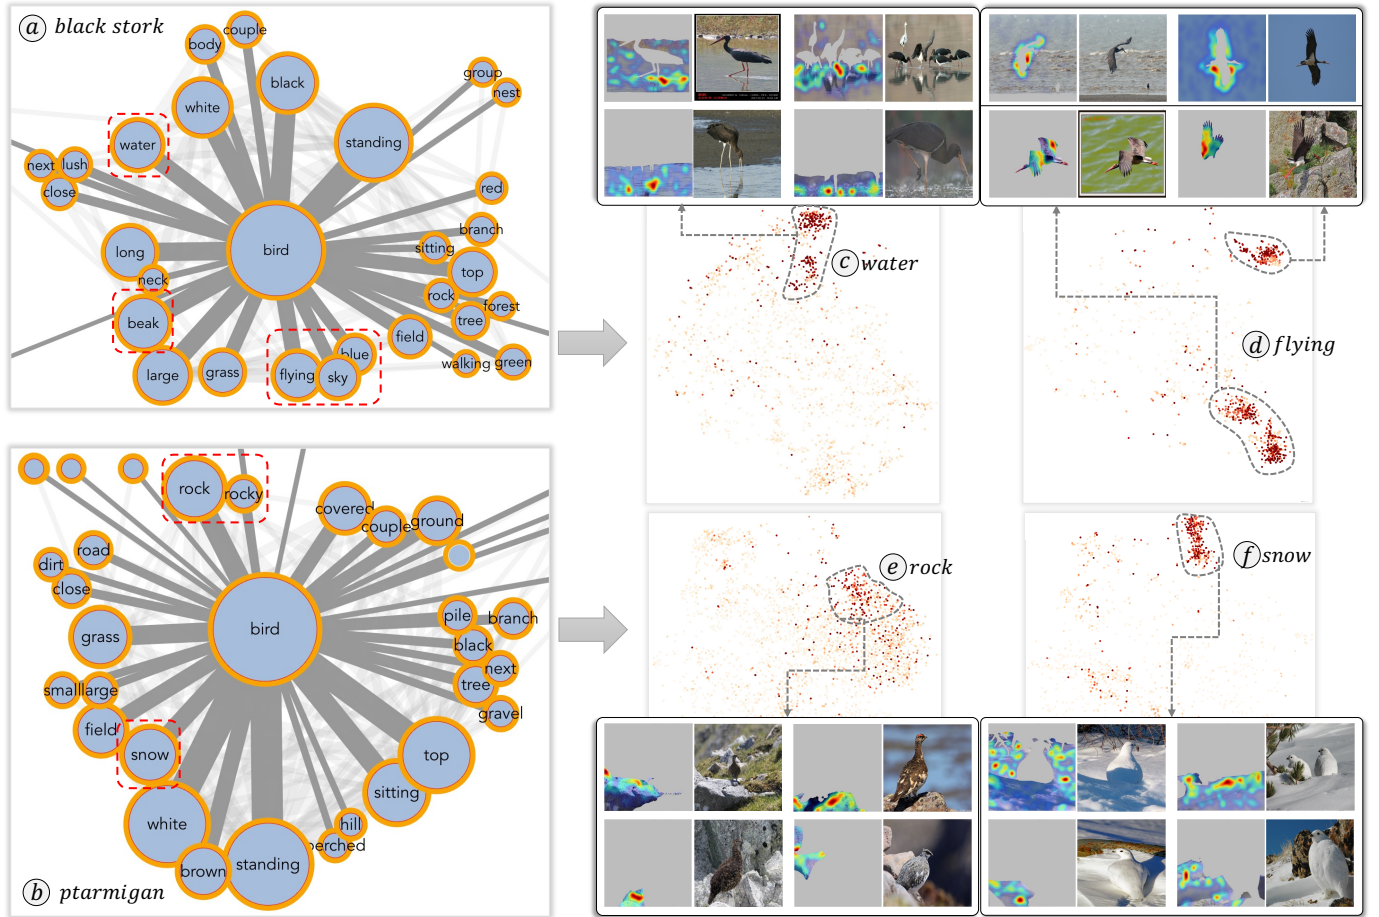 a black stork
couple
body
black
white
group
nest
standing
water
next
lush
close
red
bird
long
neck
sitting
branch
top
rock
forest
tree
beak
field
blue
flying
sky
large
grass
walking
green
c water
d flying
rock
rocky
covered
couple
ground
road
dirt
close
bird
pile
branch
grass
black
next
tree
small
large
gravel
field
snow
top
sitting
white
hill
perched
brown
standing
b ptarmigan
e rock
f snow